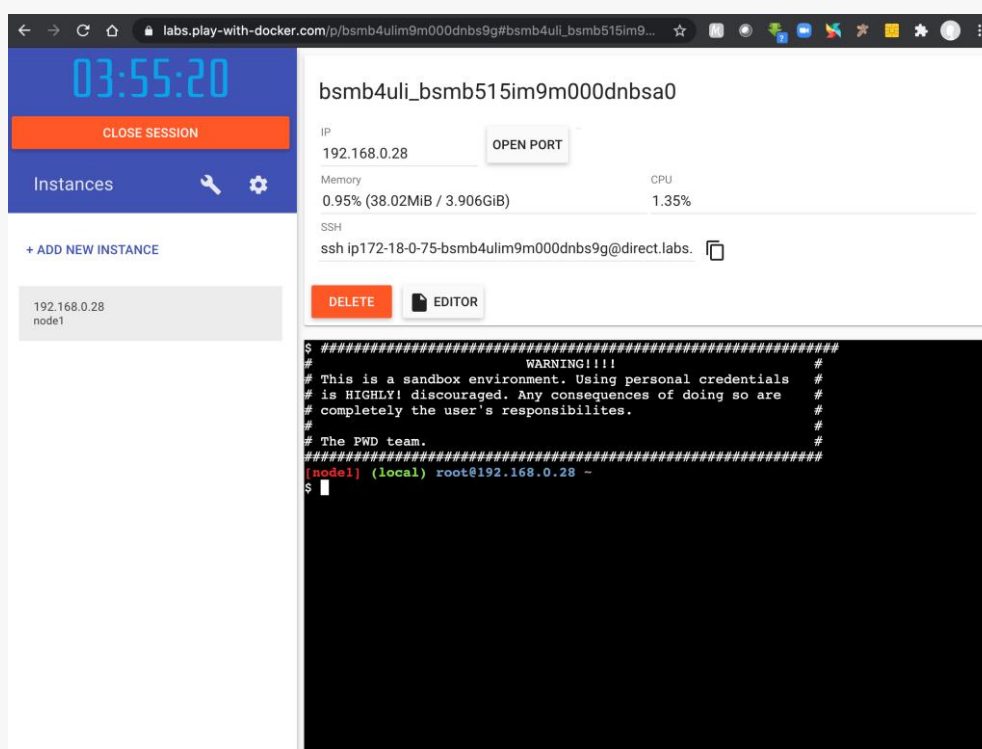 labs.play-with-docker.com/p/bsmb4ulim9m000dnbs9g#bsmb4uli_bsmb515im9...
03:55:20
CLOSE SESSION
Instances
+ ADD NEW INSTANCE
192.168.0.28
node1
bsmb4uli_bsmb515im9m000dnbsa0
IP
192.168.0.28
OPEN PORT
Memory
0.95% (38.02MiB / 3.906GiB)
CPU
1.35%
SSH
ssh ip172-18-0-75-bsmb4ulim9m000dnbs9g@direct.labs.
DELETE
EDITOR
$ ###############################################################
# WARNING!!!! #
# This is a sandbox environment. Using personal credentials #
# is HIGHLY! discouraged. Any consequences of doing so are #
# completely the user's responsibilites. #
# #
# The PWD team. #
###############################################################
[node1] (local) root@192.168.0.28 ~
$